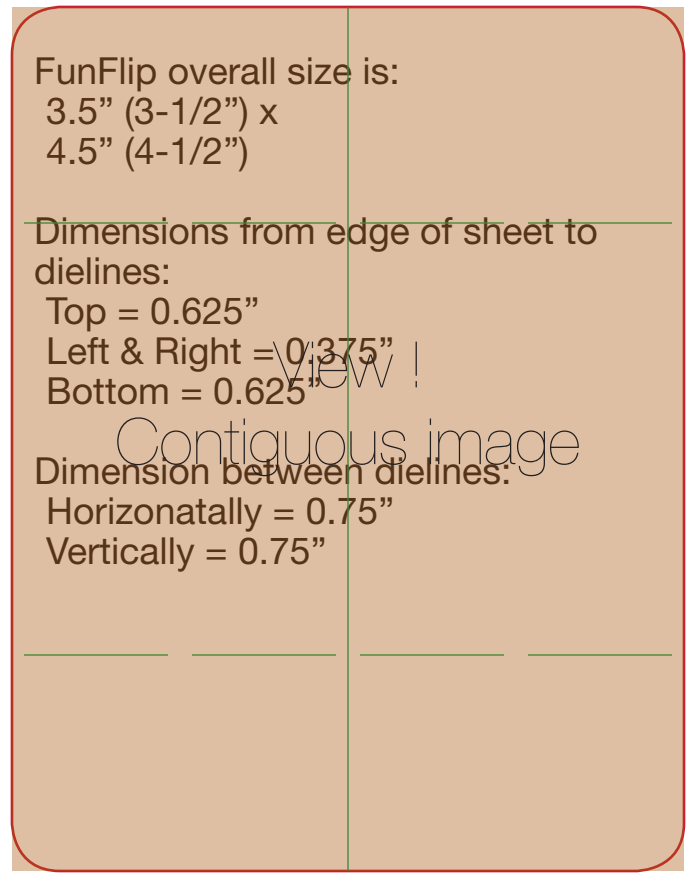 FunFlip overall size is:
3.5” (3-1/2”) x
4.5” (4-1/2”)
Dimensions from edge of sheet to
dielines:
Top = 0.625”
Left & Right = 0.375”
Bottom = 0.625”
View !
Contiguous image
Dimension between dielines:
Horizonatally = 0.75”
Vertically = 0.75”